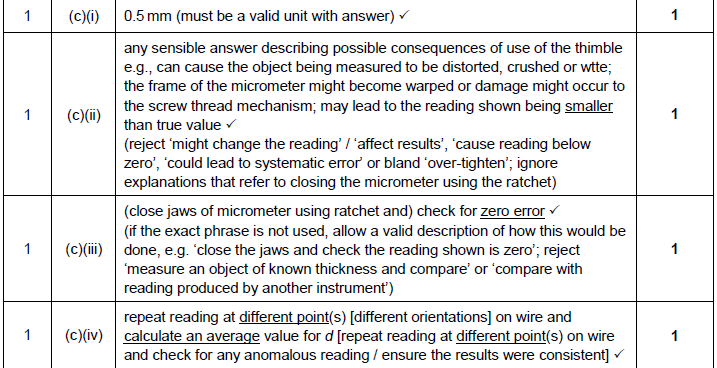 1 (c)(i) 0.5 mm (must be a valid unit with answer) ✓ 1
any sensible answer describing possible consequences of use of the thimble
e.g., can cause the object being measured to be distorted, crushed or wtte;
the frame of the micrometer might become warped or damage might occur to
1 (c)(ii) the screw thread mechanism; may lead to the reading shown being smaller 1
than true value ✓
(reject ‘might change the reading’ / ‘affect results’, ‘cause reading below
zero’, ‘could lead to systematic error’ or bland ‘over-tighten’; ignore
explanations that refer to closing the micrometer using the ratchet)
(close jaws of micrometer using ratchet and) check for zero error ✓
(if the exact phrase is not used, allow a valid description of how this would be
1 (c)(iii) done, e.g. ‘close the jaws and check the reading shown is zero’; reject 1
‘measure an object of known thickness and compare’ or ‘compare with
reading produced by another instrument’)
repeat reading at different point(s) [different orientations] on wire and
1 (c)(iv) calculate an average value for d [repeat reading at different point(s) on wire 1
and check for any anomalous reading / ensure the results were consistent] ✓